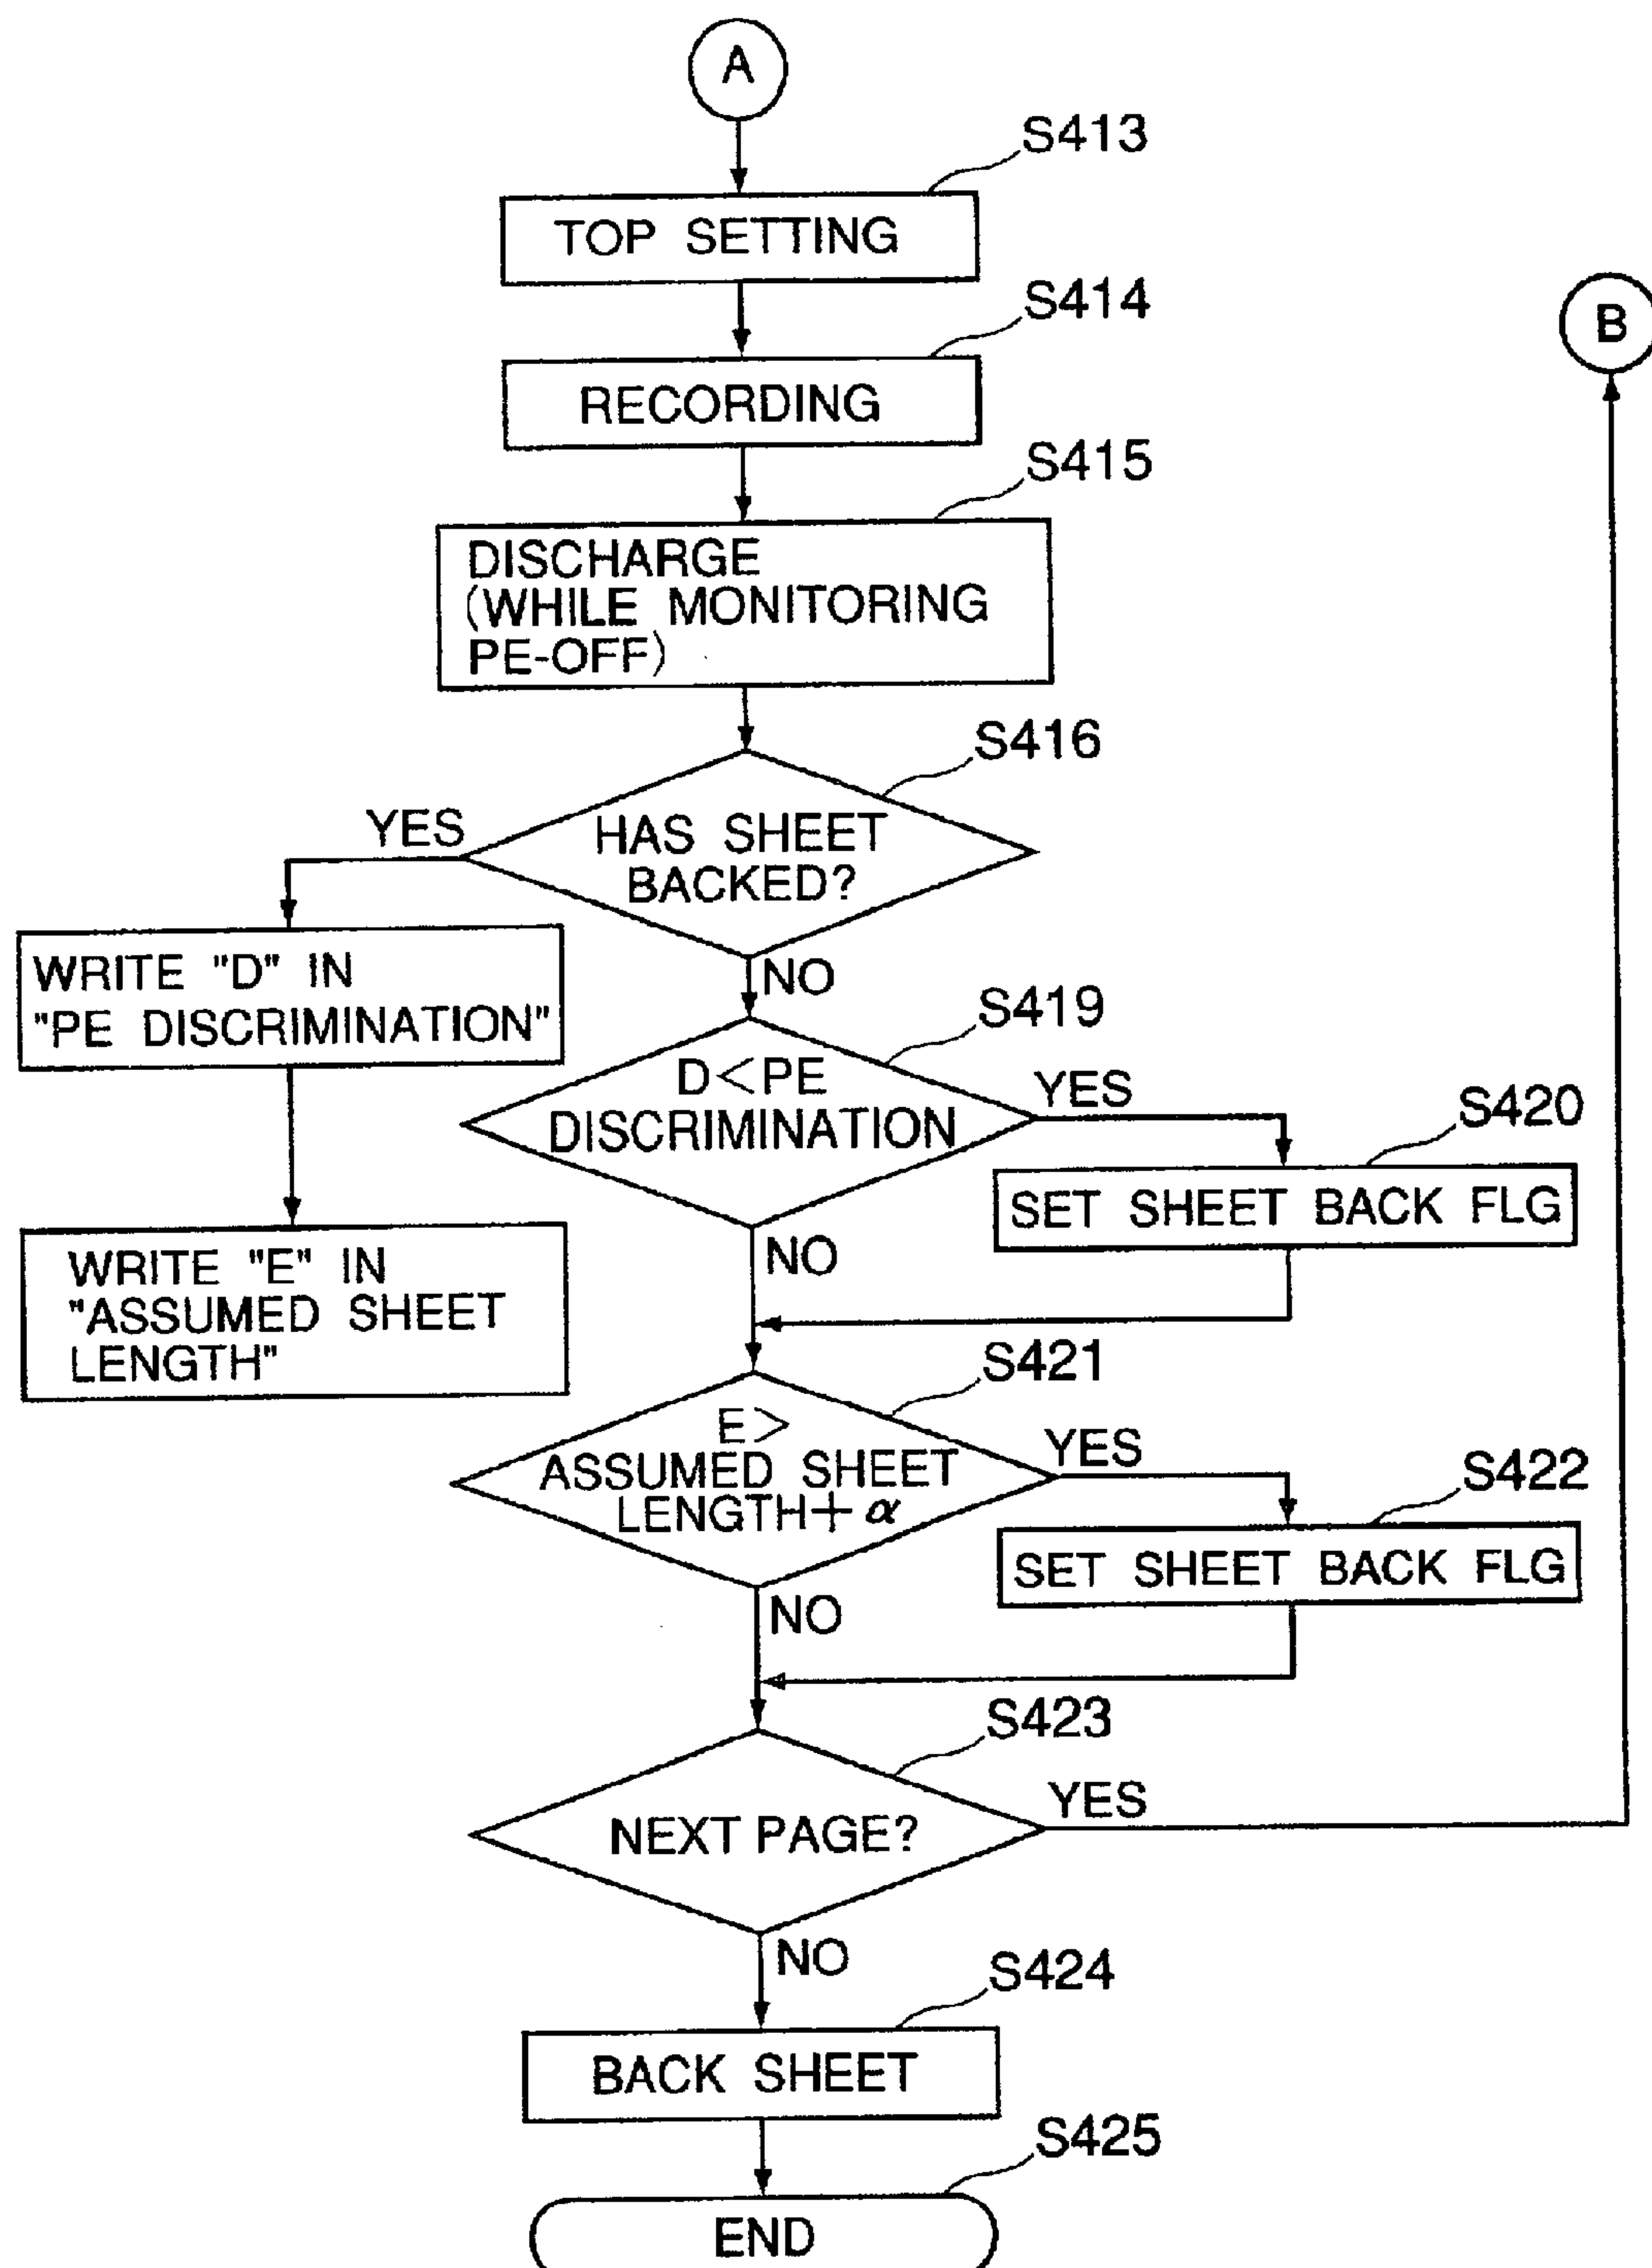 A
S413
TOP SETTING
S414
B
RECORDING
S415
DISCHARGE
(WHILE MONITORING
PE-OFF)
S416
YES
HAS SHEET
BACKED?
NO
WRITE "D" IN
"PE DISCRIMINATION"
S419
D<PE
DISCRIMINATION
YES
S420
SET SHEET BACK FLG
NO
WRITE "E" IN
"ASSUMED SHEET
LENGTH"
S421
E>
ASSUMED SHEET
LENGTH+α
YES
S422
SET SHEET BACK FLG
NO
S423
NEXT PAGE?
YES
NO
S424
BACK SHEET
S425
END